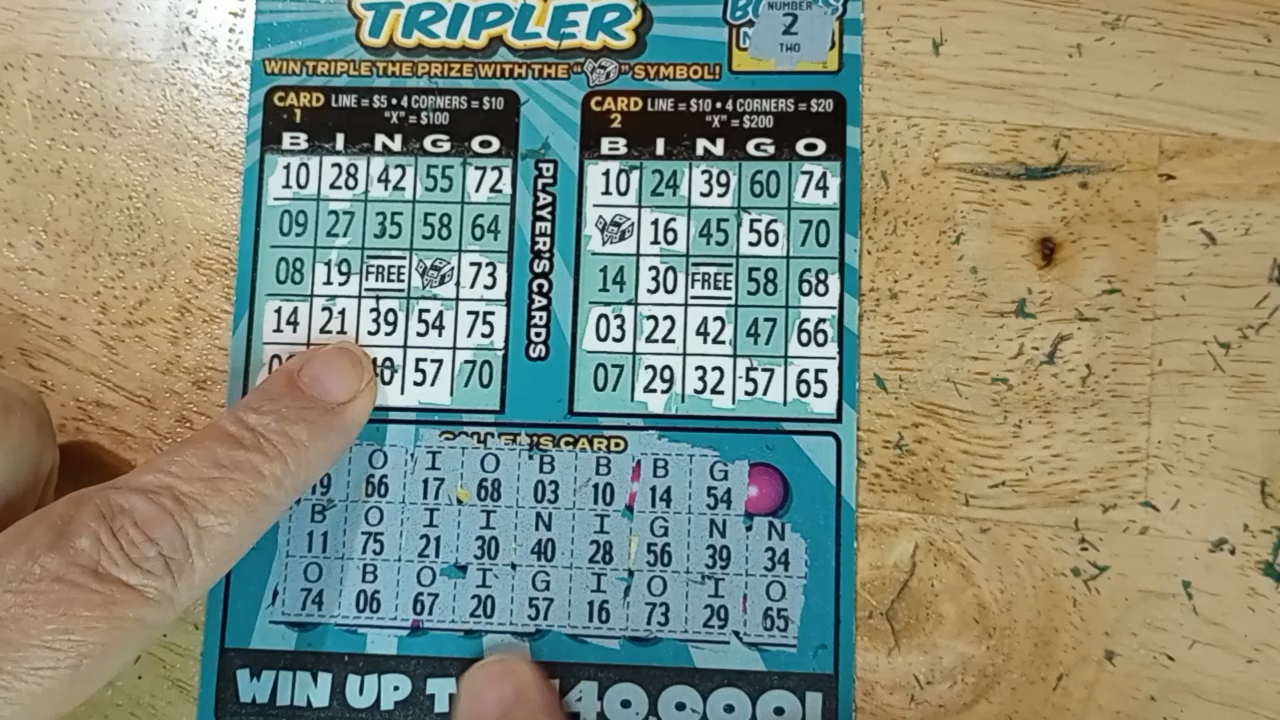 TRIPLER
NUMBER
2
TWO
WIN TRIPLE THE PRIZE WITH THE “ ” SYMBOL!
CARD 1 LINE = $5 • 4 CORNERS = $10
"X" = $100
B I N G O
10 28 42 55 72
09 27 35 58 64
08 19 FREE 73
14 21 39 54 75
57 70
PLAYER'S CARDS
CARD 2 LINE = $10 • 4 CORNERS = $20
"X" = $200
B I N G O
10 24 39 60 74
16 45 56 70
14 30 FREE 58 68
03 22 42 47 66
07 29 32 57 65
CALLER'S CARD
O I O B B B G
19 66 17 68 03 10 14 54
B O I I N I G N N
11 75 21 30 40 28 56 39 34
O B O I G I O I O
74 06 67 20 57 16 73 29 65
WIN UP